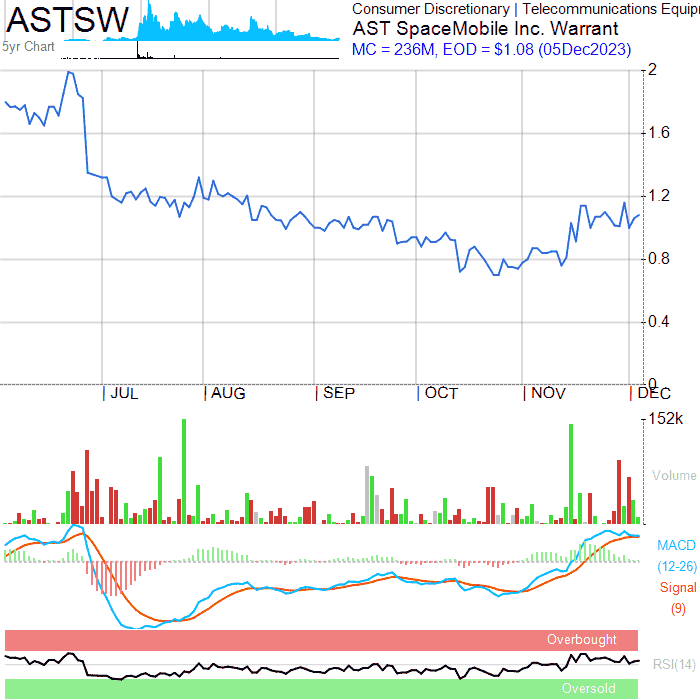 ASTSW
5yr Chart
Consumer Discretionary | Telecommunications Equip
AST SpaceMobile Inc. Warrant
MC = 236M, EOD = $1.08 (05Dec2023)
2
1.6
1.2
0.8
0.4
0
JUL AUG SEP OCT NOV DEC
152k
Volume
MACD
(12-26)
Signal
(9)
Overbought
RSI(14)
Oversold